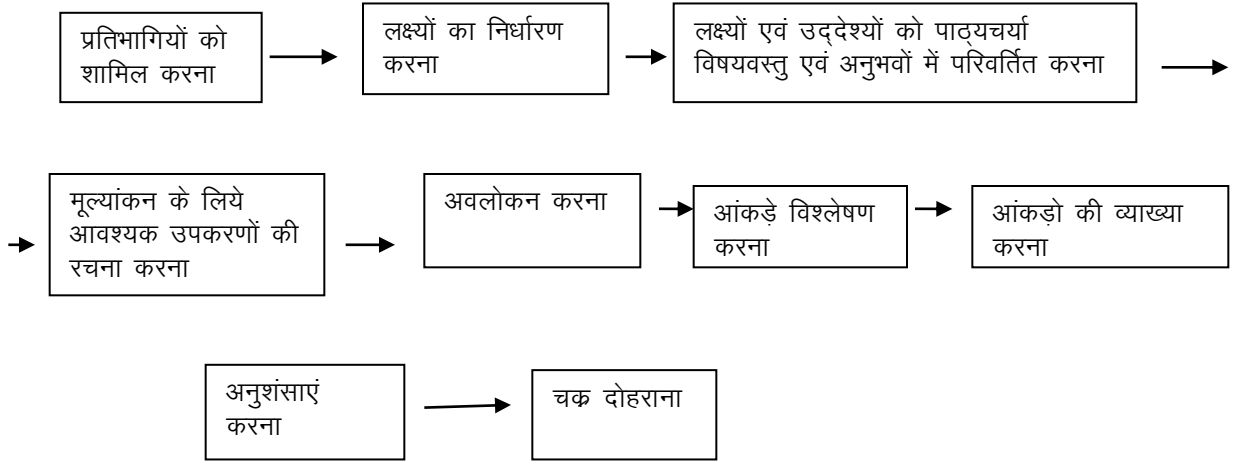 प्रतिभागियों को
शामिल करना
लक्ष्यों का निर्धारण
करना
लक्ष्यों एवं उद्देश्यों को पाठ्यचर्या
विषयवस्तु एवं अनुभवों में परिवर्तित करना
मूल्यांकन के लिये
आवश्यक उपकरणों की
रचना करना
अवलोकन करना
आंकड़े विश्लेषण
करना
आंकड़ो की व्याख्या
करना
अनुशंसाएं
करना
चक्र दोहराना